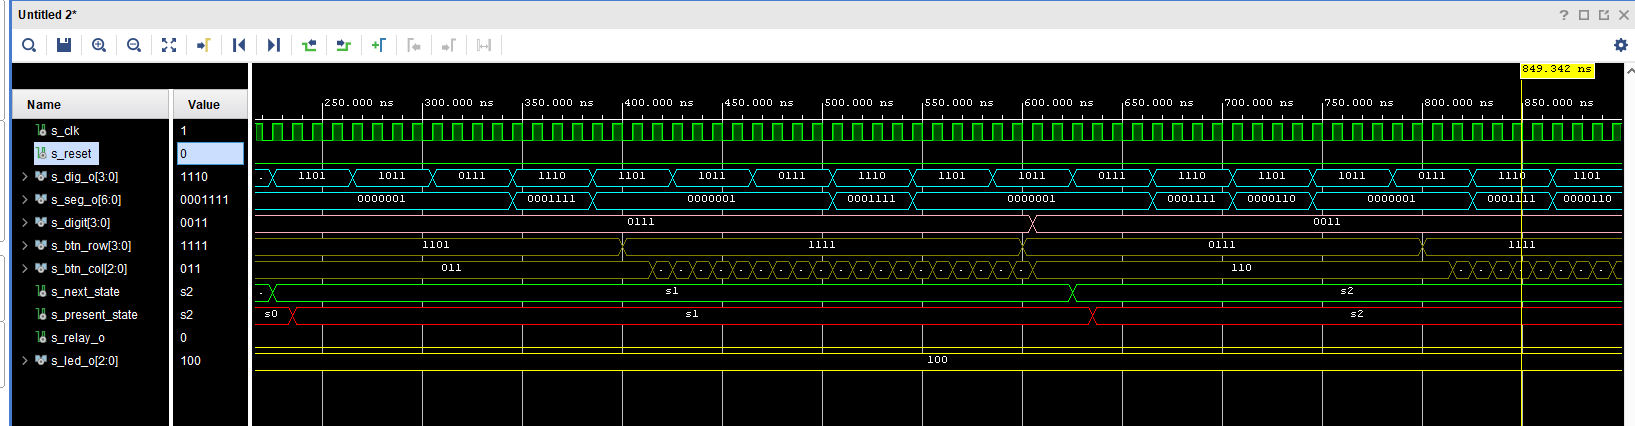 Untitled 2*
849.342 ns
Name Value
250.000 ns 300.000 ns 350.000 ns 400.000 ns 450.000 ns 500.000 ns 550.000 ns 600.000 ns 650.000 ns 700.000 ns 750.000 ns 800.000 ns 850.000 ns
s_clk 1
s_reset 0
s_dig_o[3:0] 1110 . 1101 1011 0111 1110 1101 1011 0111 1110 1101 1011 0111 1110 1101 1011 0111 1110 1101
s_seg_o[6:0] 0001111 0000001 0001111 0000001 0001111 0000001 0001111 0000110 0000001 0001111 0000110
s_digit[3:0] 0011 0111 0011
s_btn_row[3:0] 1111 1101 1111 0111 1111
s_btn_col[2:0] 011 011 110
s_next_state s2 . s1 s2
s_present_state s2 s0 s1 s2
s_relay_o 0
s_led_o[2:0] 100 100